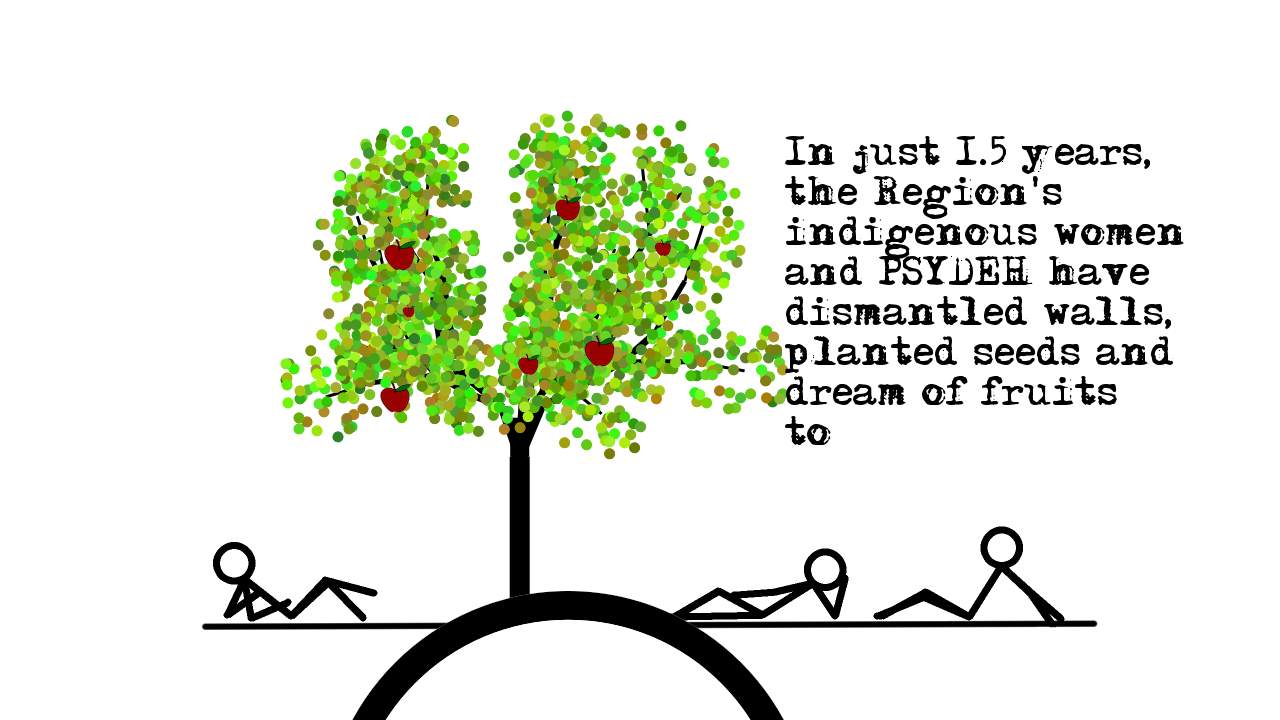 In just 1.5 years,
the Region's
indigenous women
and PSYDEH have
dismantled walls,
planted seeds and
dream of fruits
to